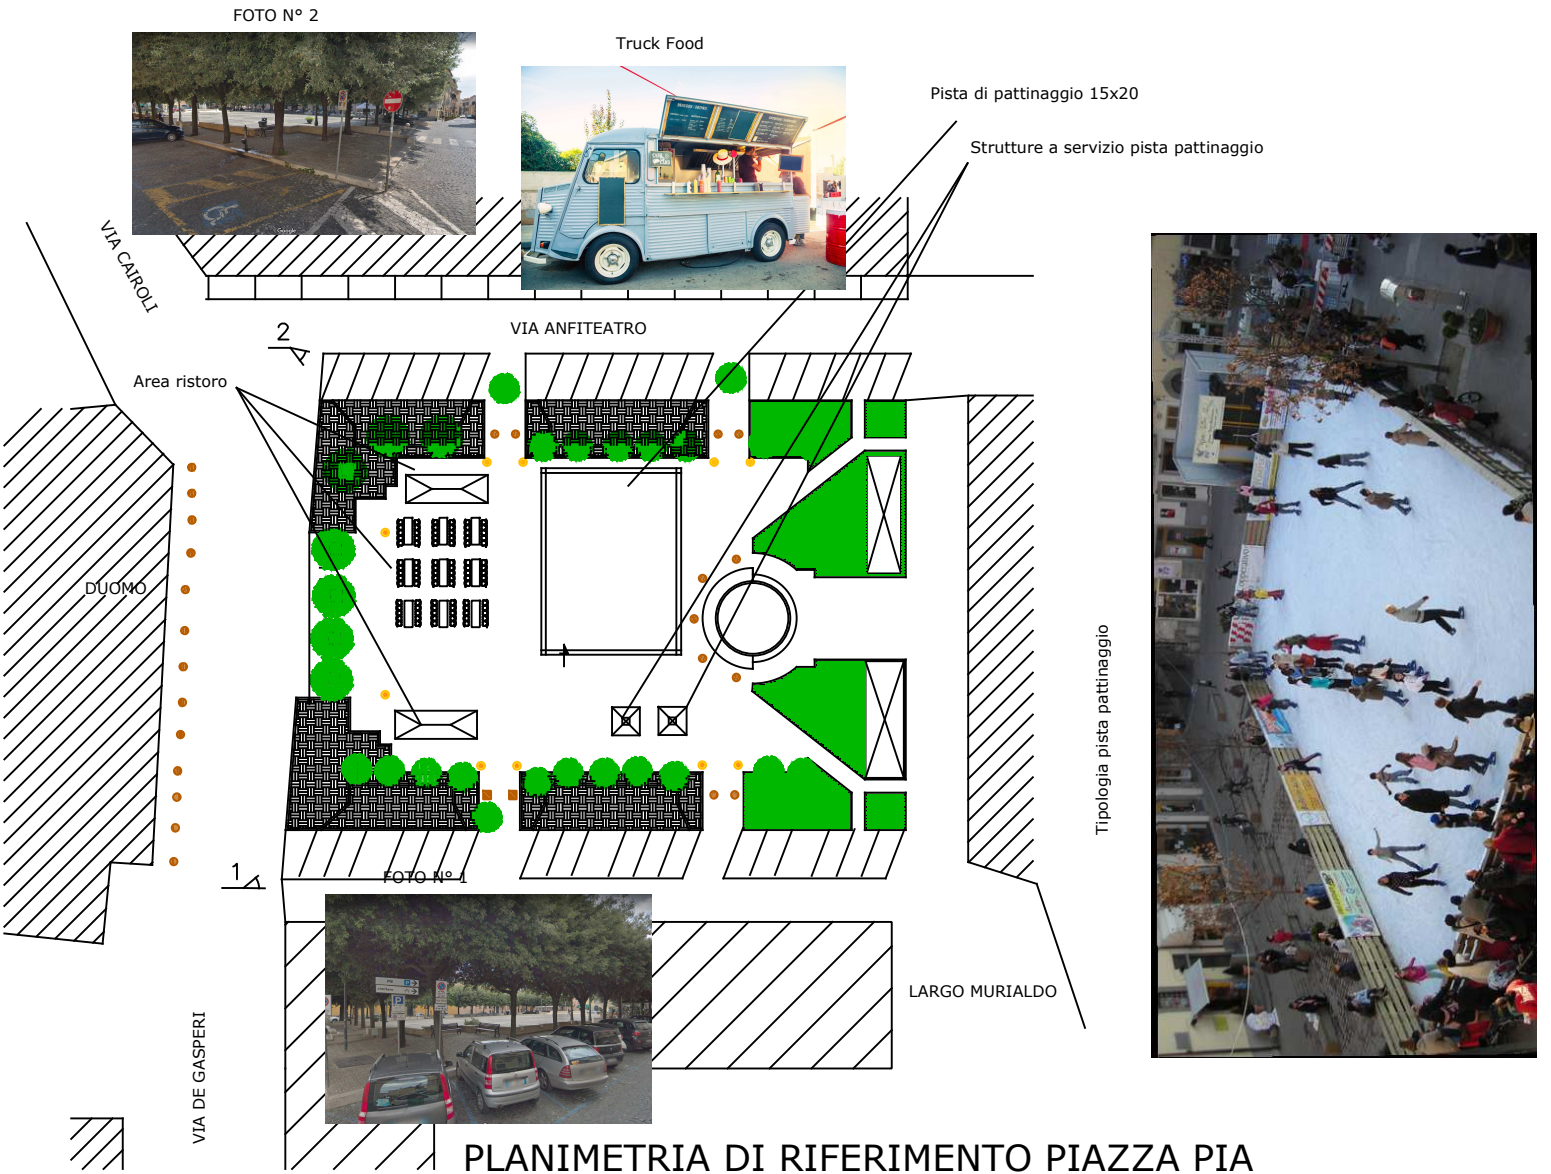 FOTO N° 2
Truck Food
Pista di pattinaggio 15x20
Strutture a servizio pista pattinaggio
Google
VIA CAIROLI
VIA ANFITEATRO
2
Area ristoro
DUOMO
Tipologia pista pattinaggio
1
FOTO N° 1
P
LARGO MURIALDO
VIA DE GASPERI
PLANIMETRIA DI RIFERIMENTO PIAZZA PIA